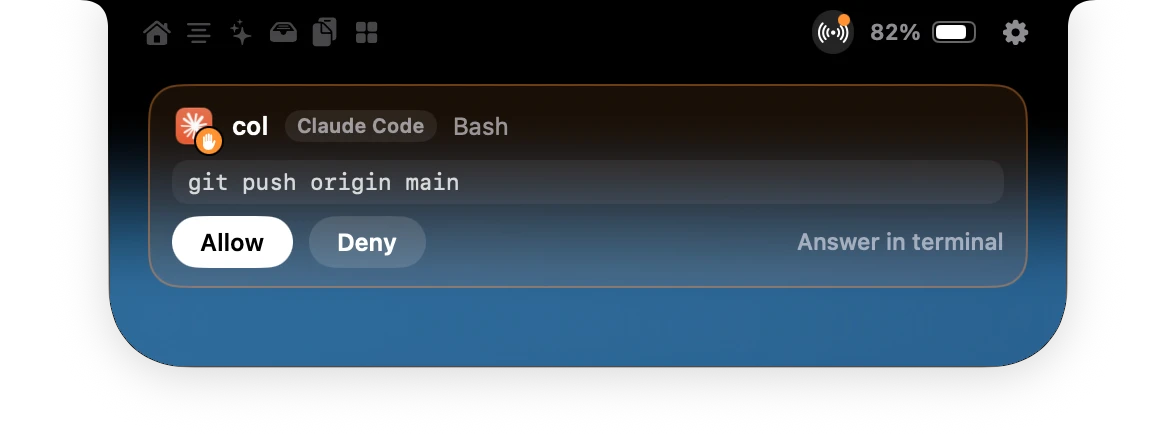 82%
col Claude Code Bash
git push origin main
Allow Deny Answer in terminal